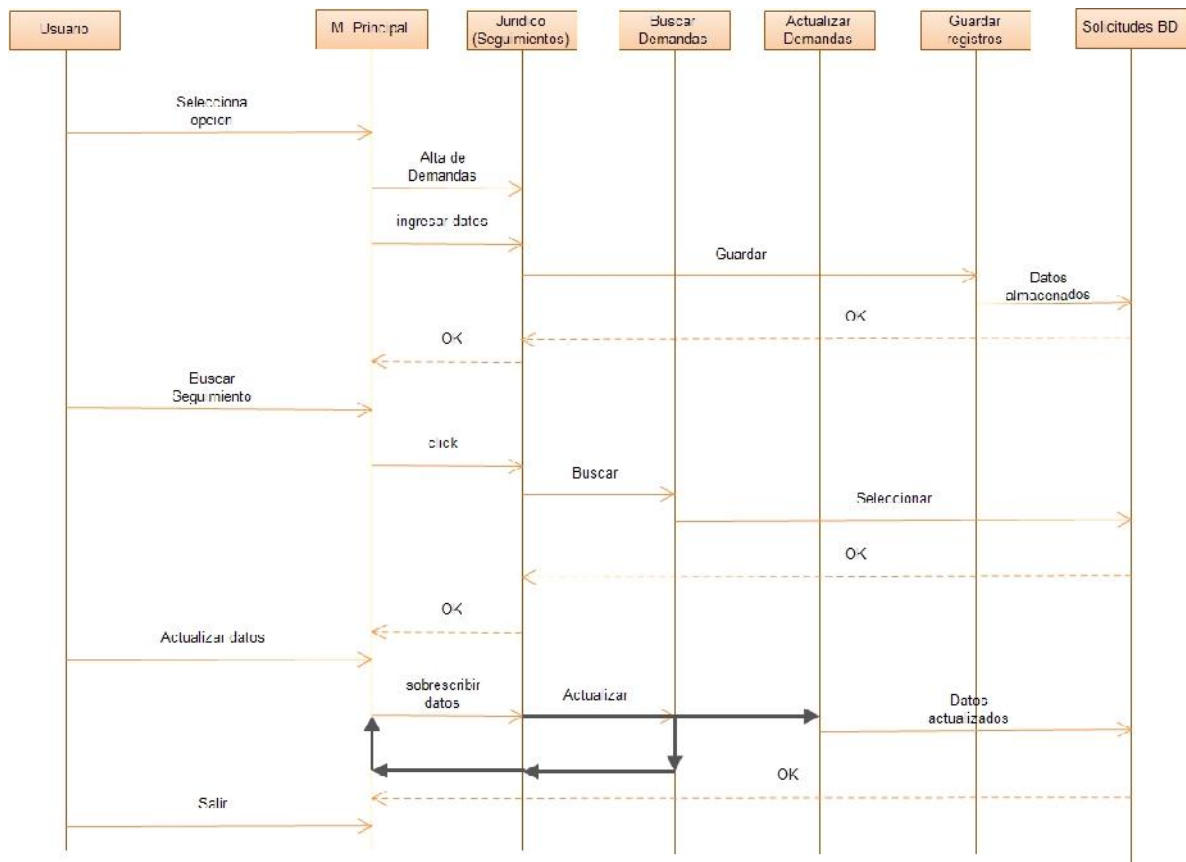 Usuario
M. Principal
Juridico
(Seguimientos)
Buscar
Demandas
Actualizar
Demandas
Guardar
registros
Solicitudes BD
Selecciona
opcion
Alta de
Demandas
ingresar datos
Guardar
Datos
almacenados
OK
OK
Buscar
Seguimiento
click
Buscar
Seleccionar
OK
OK
Actualizar datos
sobrescribir
datos
Actualizar
Datos
actualizados
OK
Salir